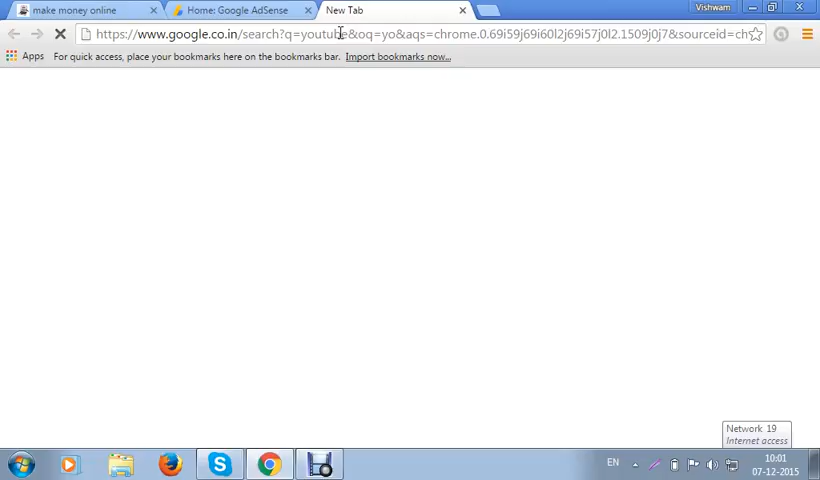 make money online
Home: Google AdSense
New Tab
Vishwam
https://www.google.co.in/search?q=youtube&oq=yo&aqs=chrome.0.69i59j69i60l2j69i57j0l2.1509j0j7&sourceid=ch
Apps
For quick access, place your bookmarks here on the bookmarks bar. Import bookmarks now...
Network 19
Internet access
EN
10:01
07-12-2015